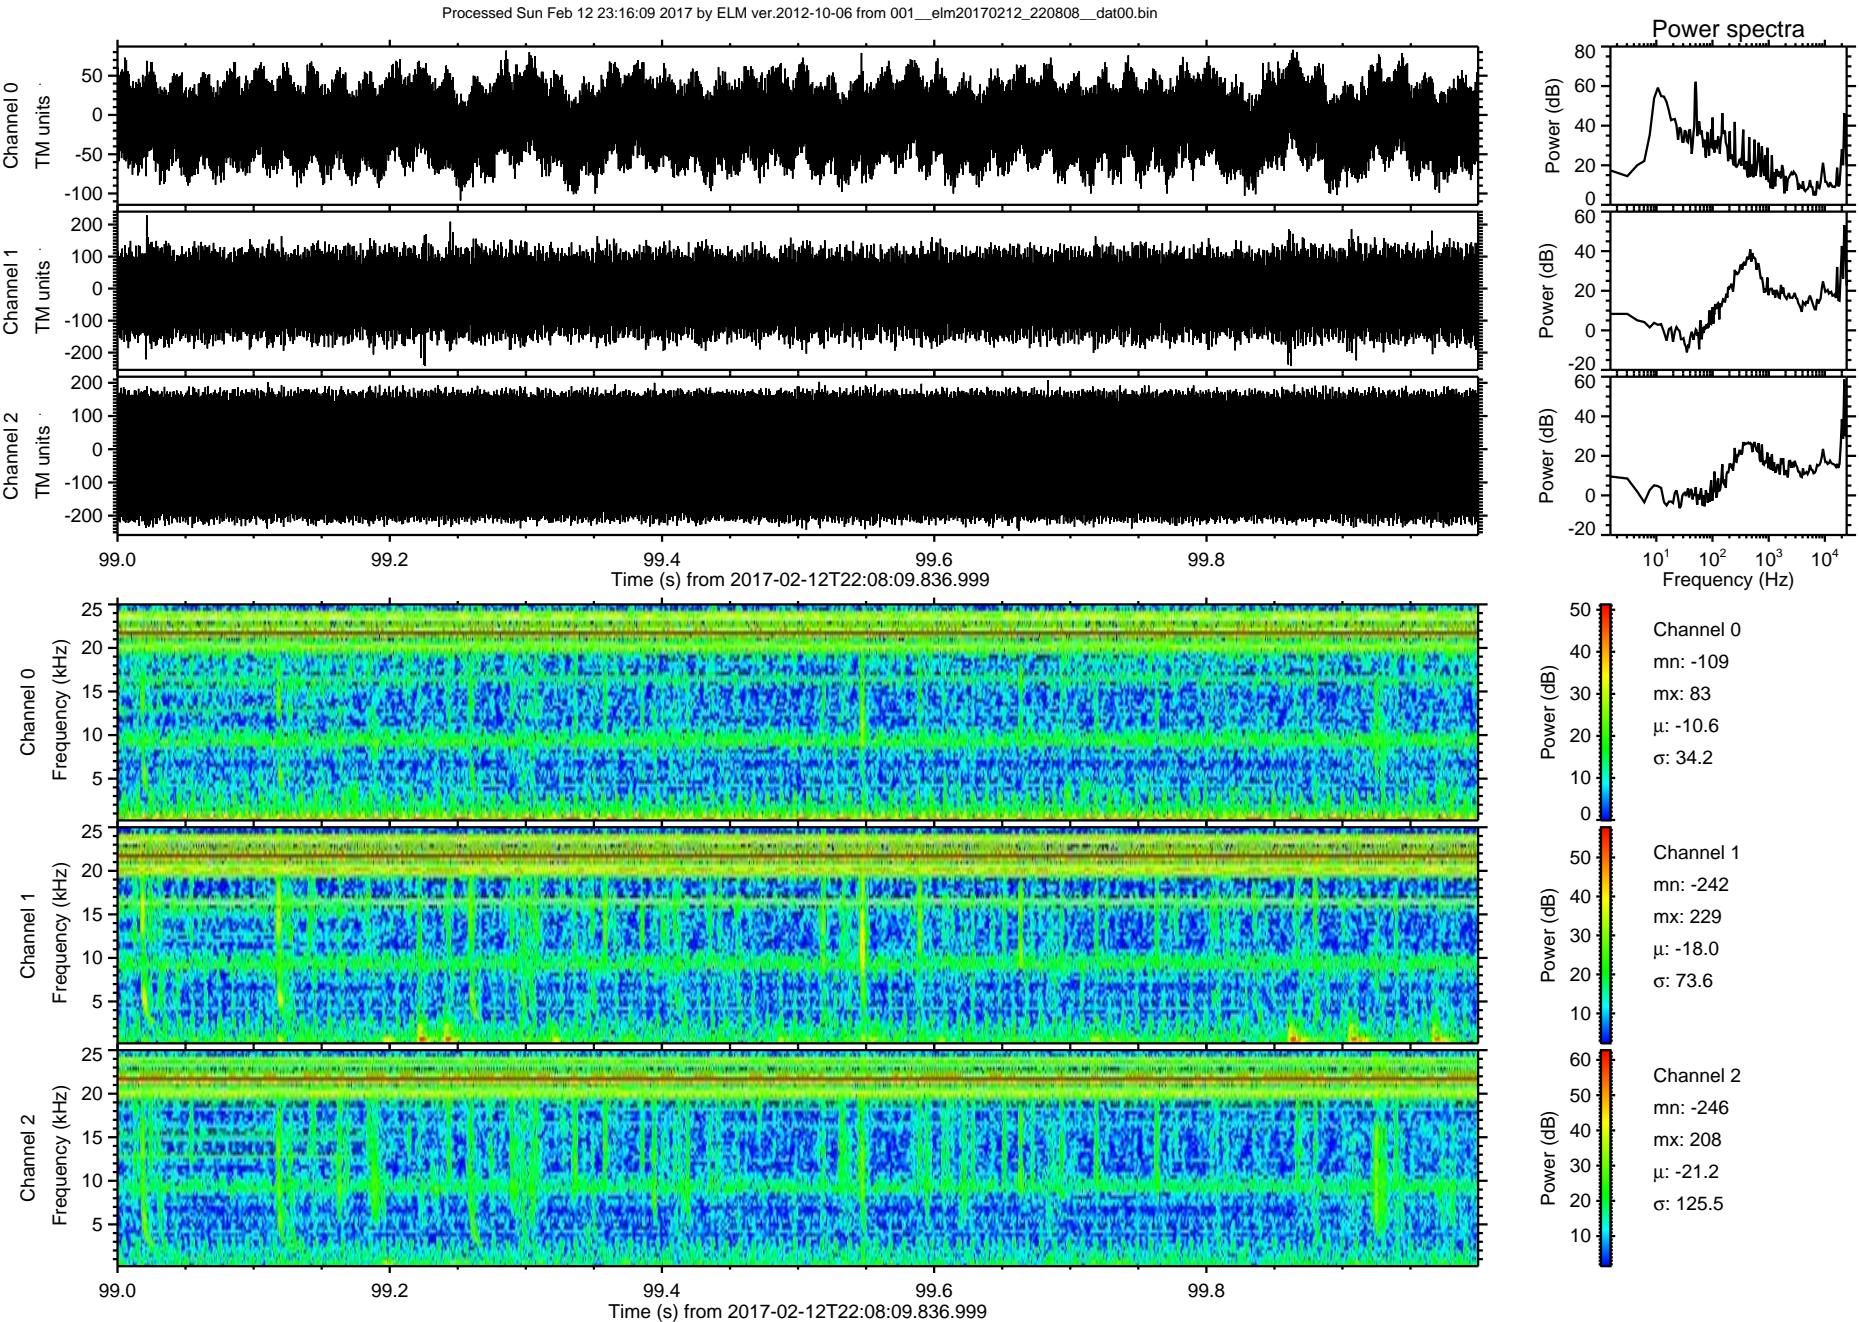 Processed Sun Feb 12 23:16:09 2017 by ELM ver.2012-10-06 from 001__elm20170212_220808__dat00.bin
Power spectra
Channel 0
TM units
50
0
-50
-100
Power (dB)
80
60
40
20
0
Channel 1
TM units
200
100
0
-100
-200
Power (dB)
60
40
20
0
-20
Channel 2
TM units
200
100
0
-100
-200
Power (dB)
60
40
20
0
-20
99.0 99.2 99.4 99.6 99.8
Time (s) from 2017-02-12T22:08:09.836.999
10^1 10^2 10^3 10^4
Frequency (Hz)
Channel 0
Frequency (kHz)
25
20
15
10
5
Power (dB)
50
40
30
20
10
0
Channel 0
mn: -109
mx: 83
μ: -10.6
σ: 34.2
Channel 1
Frequency (kHz)
25
20
15
10
5
Power (dB)
50
40
30
20
10
Channel 1
mn: -242
mx: 229
μ: -18.0
σ: 73.6
Channel 2
Frequency (kHz)
25
20
15
10
5
Power (dB)
60
50
40
30
20
10
Channel 2
mn: -246
mx: 208
μ: -21.2
σ: 125.5
99.0 99.2 99.4 99.6 99.8
Time (s) from 2017-02-12T22:08:09.836.999